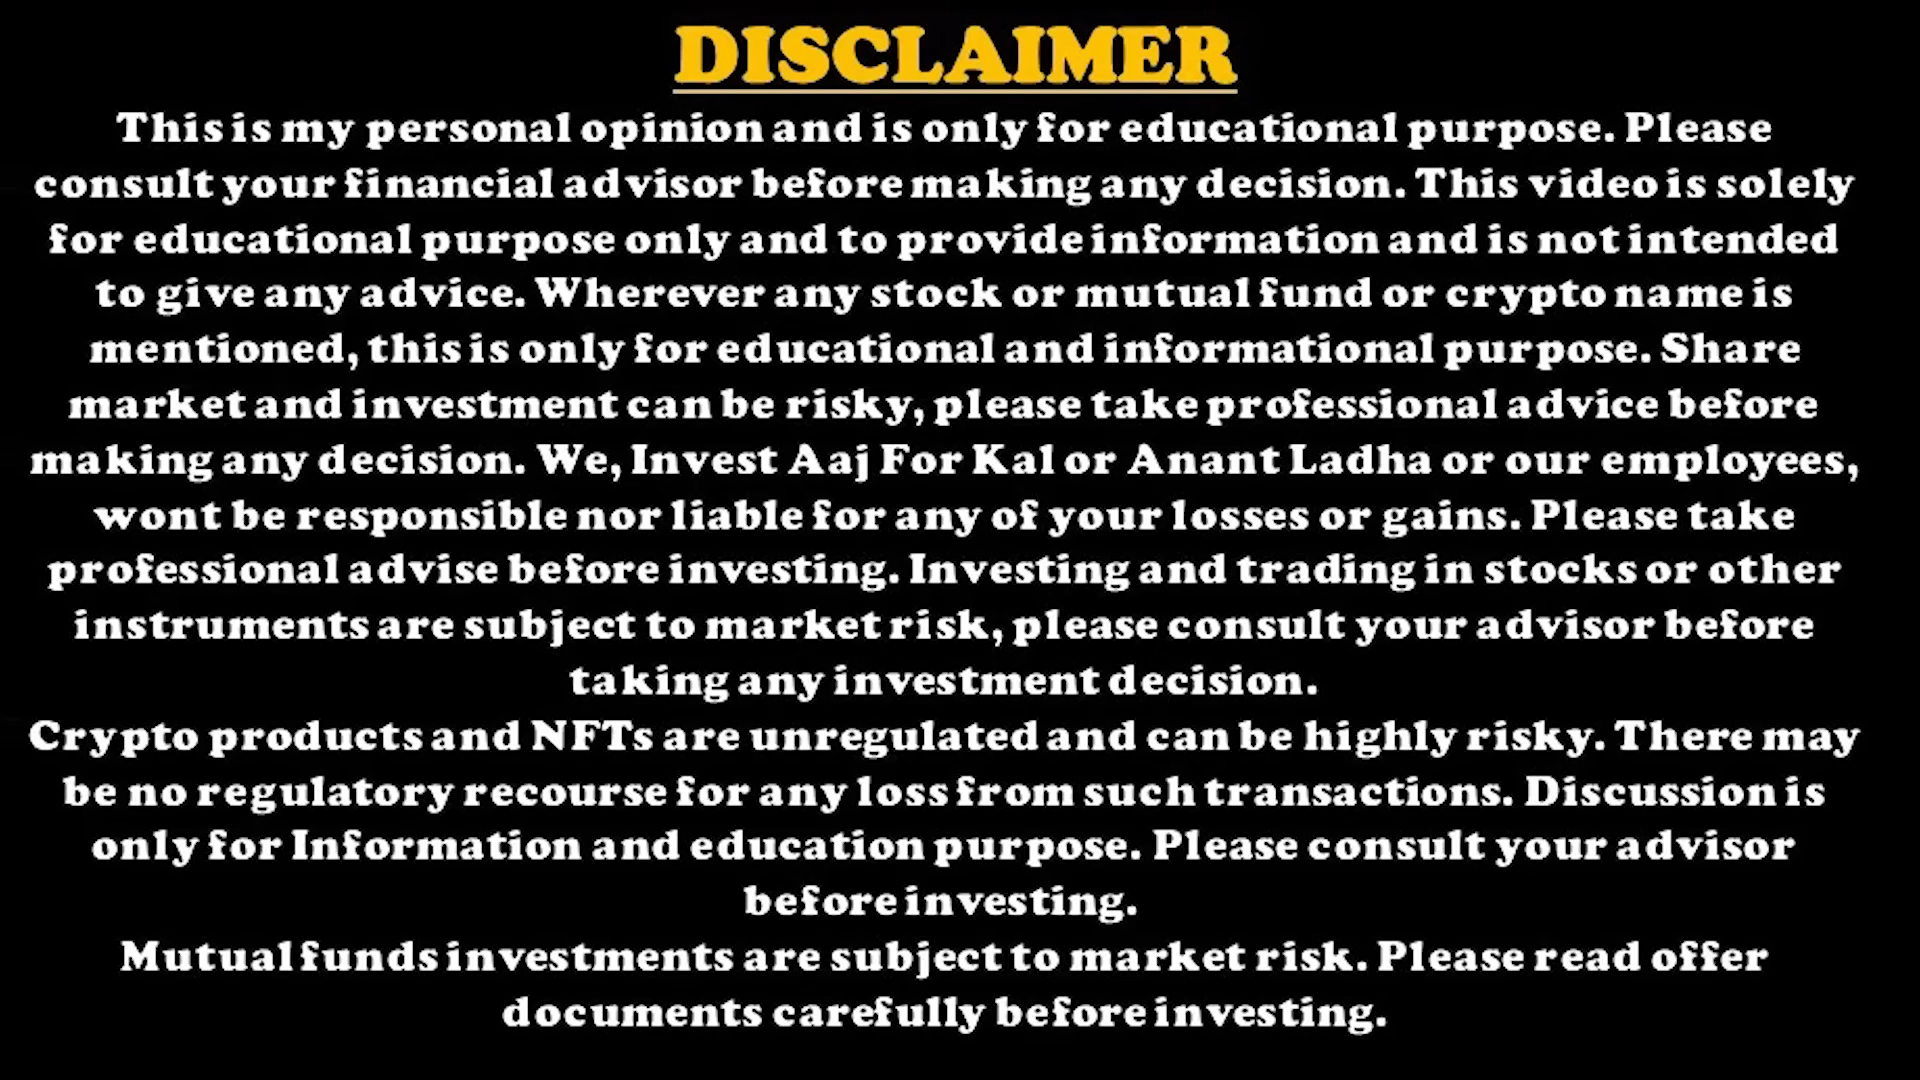 DISCLAIMER
This is my personal opinion and is only for educational purpose. Please
consult your financial advisor before making any decision. This video is solely
for educational purpose only and to provide information and is not intended
to give any advice. Wherever any stock or mutual fund or crypto name is
mentioned, this is only for educational and informational purpose. Share
market and investment can be risky, please take professional advice before
making any decision. We, Invest Aaj For Kal or Anant Ladha or our employees,
wont be responsible nor liable for any of your losses or gains. Please take
professional advise before investing. Investing and trading in stocks or other
instruments are subject to market risk, please consult your advisor before
taking any investment decision.
Crypto products and NFTs are unregulated and can be highly risky. There may
be no regulatory recourse for any loss from such transactions. Discussion is
only for Information and education purpose. Please consult your advisor
before investing.
Mutual funds investments are subject to market risk. Please read offer
documents carefully before investing.